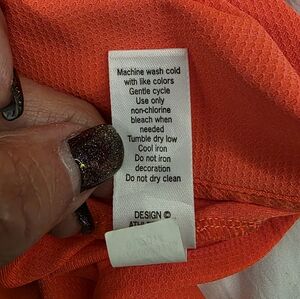 Machine wash cold
with like colors
Gentle cycle
Use only
non-chlorine
bleach when
needed
Tumble dry low
Cool iron
Do not iron
decoration
Do not dry clean
DESIGN ©